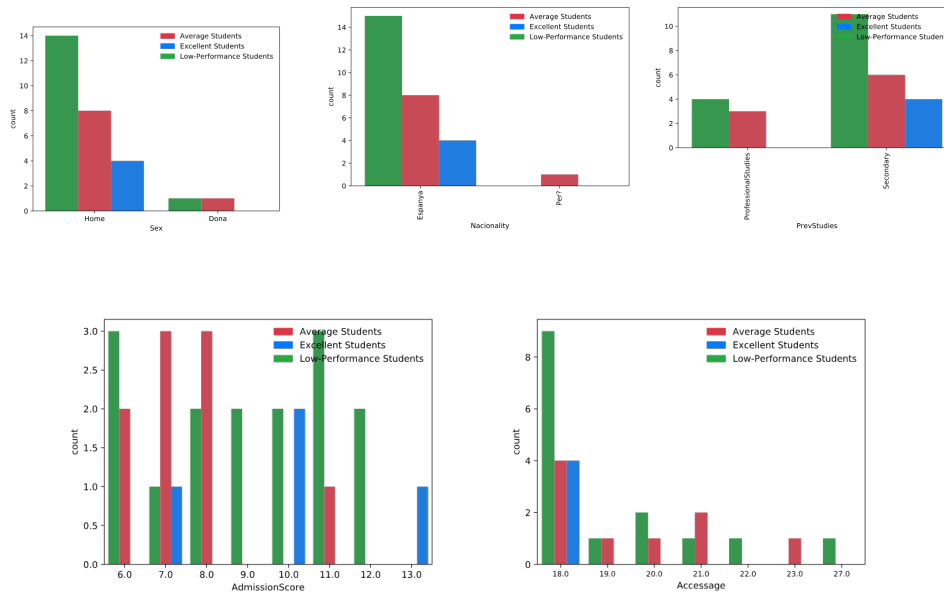 Average Students
Excellent Students
Low-Performance Students
14
12
10
8
6
4
2
0
count
Home
Dona
Sex
Average Students
Excellent Students
Low-Performance Students
14
12
10
8
6
4
2
0
count
Espanya
Per?
Nacionality
Average Students
Excellent Students
Low-Performance Student
10
8
6
4
2
0
count
ProfessionalStudies
Secondary
PrevStudies
Average Students
Excellent Students
Low-Performance Students
3.0
2.5
2.0
1.5
1.0
0.5
0.0
count
6.0 7.0 8.0 9.0 10.0 11.0 12.0 13.0
AdmissionScore
Average Students
Excellent Students
Low-Performance Students
8
6
4
2
0
count
18.0 19.0 20.0 21.0 22.0 23.0 27.0
Accessage